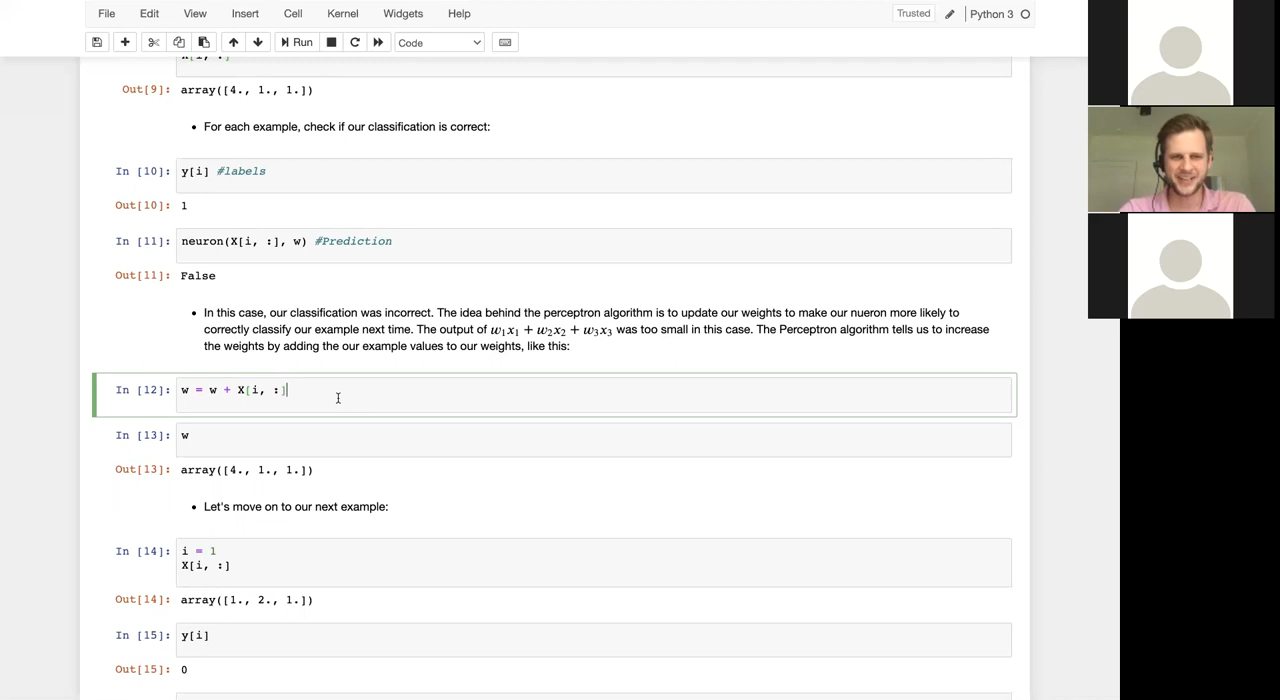 File Edit View Insert Cell Kernel Widgets Help Trusted Python 3
Run Code
Out[9]: array([4., 1., 1.])
• For each example, check if our classification is correct:
In [10]: y[i] #labels
Out[10]: 1
In [11]: neuron(X[i, :], w) #Prediction
Out[11]: False
• In this case, our classification was incorrect. The idea behind the perceptron algorithm is to update our weights to make our nueron more likely to
correctly classify our example next time. The output of w₁x₁ + w₂x₂ + w₃x₃ was too small in this case. The Perceptron algorithm tells us to increase
the weights by adding the our example values to our weights, like this:
In [12]: w = w + X[i, :]
In [13]: w
Out[13]: array([4., 1., 1.])
• Let's move on to our next example:
In [14]: i = 1
X[i, :]
Out[14]: array([1., 2., 1.])
In [15]: y[i]
Out[15]: 0